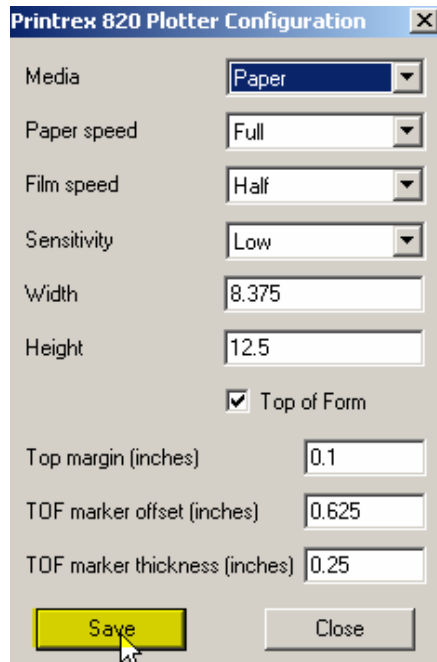 Printrex 820 Plotter Configuration
Media Paper
Paper speed Full
Film speed Half
Sensitivity Low
Width 8.375
Height 12.5
Top of Form
Top margin (inches) 0.1
TOF marker offset (inches) 0.625
TOF marker thickness (inches) 0.25
Save Close